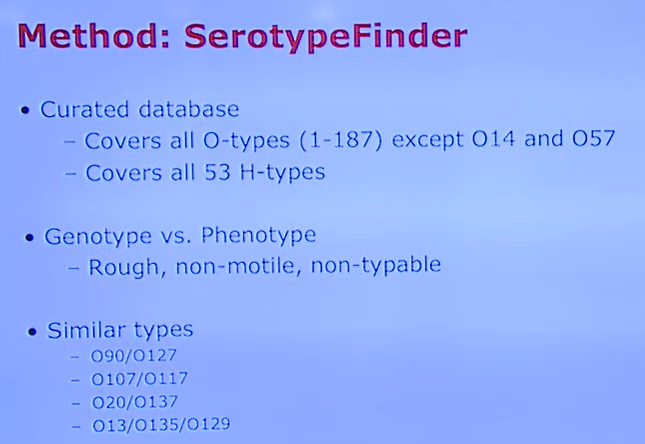 Method: SerotypeFinder
• Curated database
– Covers all O-types (1-187) except O14 and O57
– Covers all 53 H-types
• Genotype vs. Phenotype
– Rough, non-motile, non-typable
• Similar types
– O90/O127
– O107/O117
– O20/O137
– O13/O135/O129